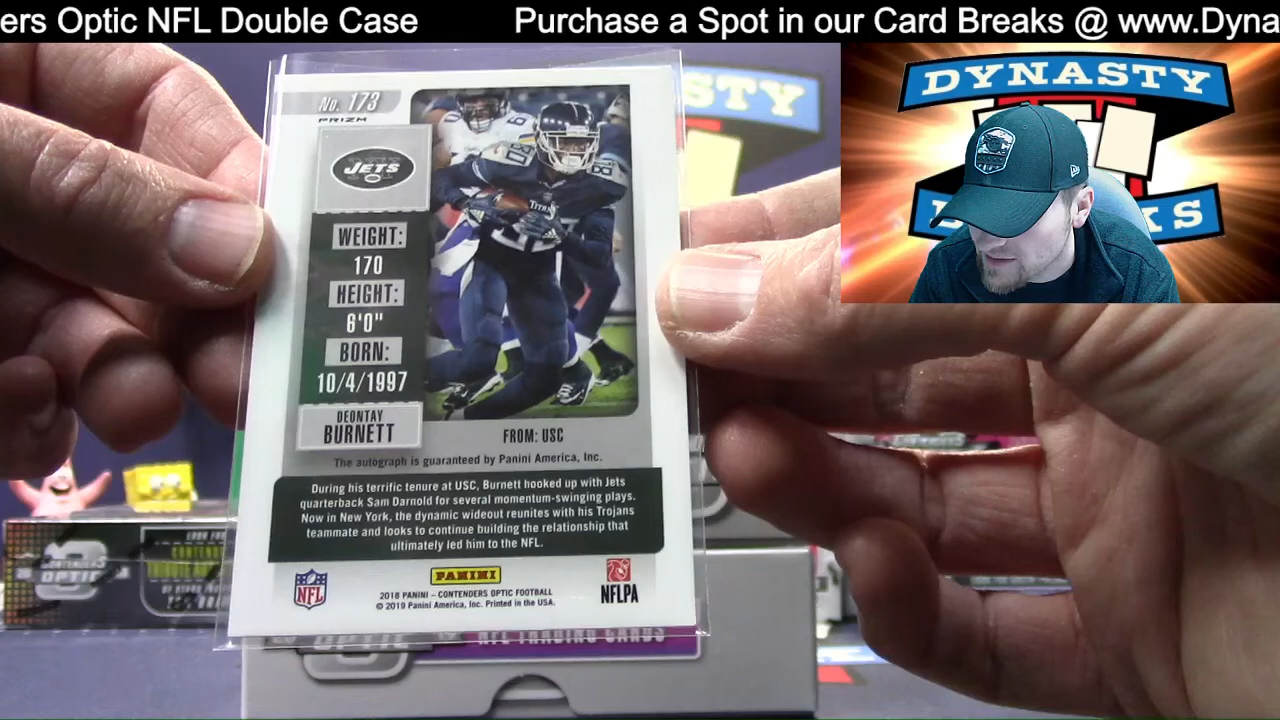 ers Optic NFL Double Case
Purchase a Spot in our Card Breaks @ www.Dyna
DYNASTY
KS
STY
No. 173
PRIZM
JETS
WEIGHT:
170
HEIGHT:
6'0"
BORN:
10/4/1997
DEONTAY
BURNETT
TITANS
FROM: USC
The autograph is guaranteed by Panini America, Inc.
During his terrific tenure at USC, Burnett hooked up with Jets
quarterback Sam Darnold for several momentum-swinging plays.
Now in New York, the dynamic wideout reunites with his Trojans
teammate and looks to continue building the relationship that
ultimately led him to the NFL.
NFL
PANINI
2018 PANINI – CONTENDERS OPTIC FOOTBALL
© 2019 Panini America, Inc. Printed in the USA.
NFLPA
OPTIC
NFL TRADING CARDS